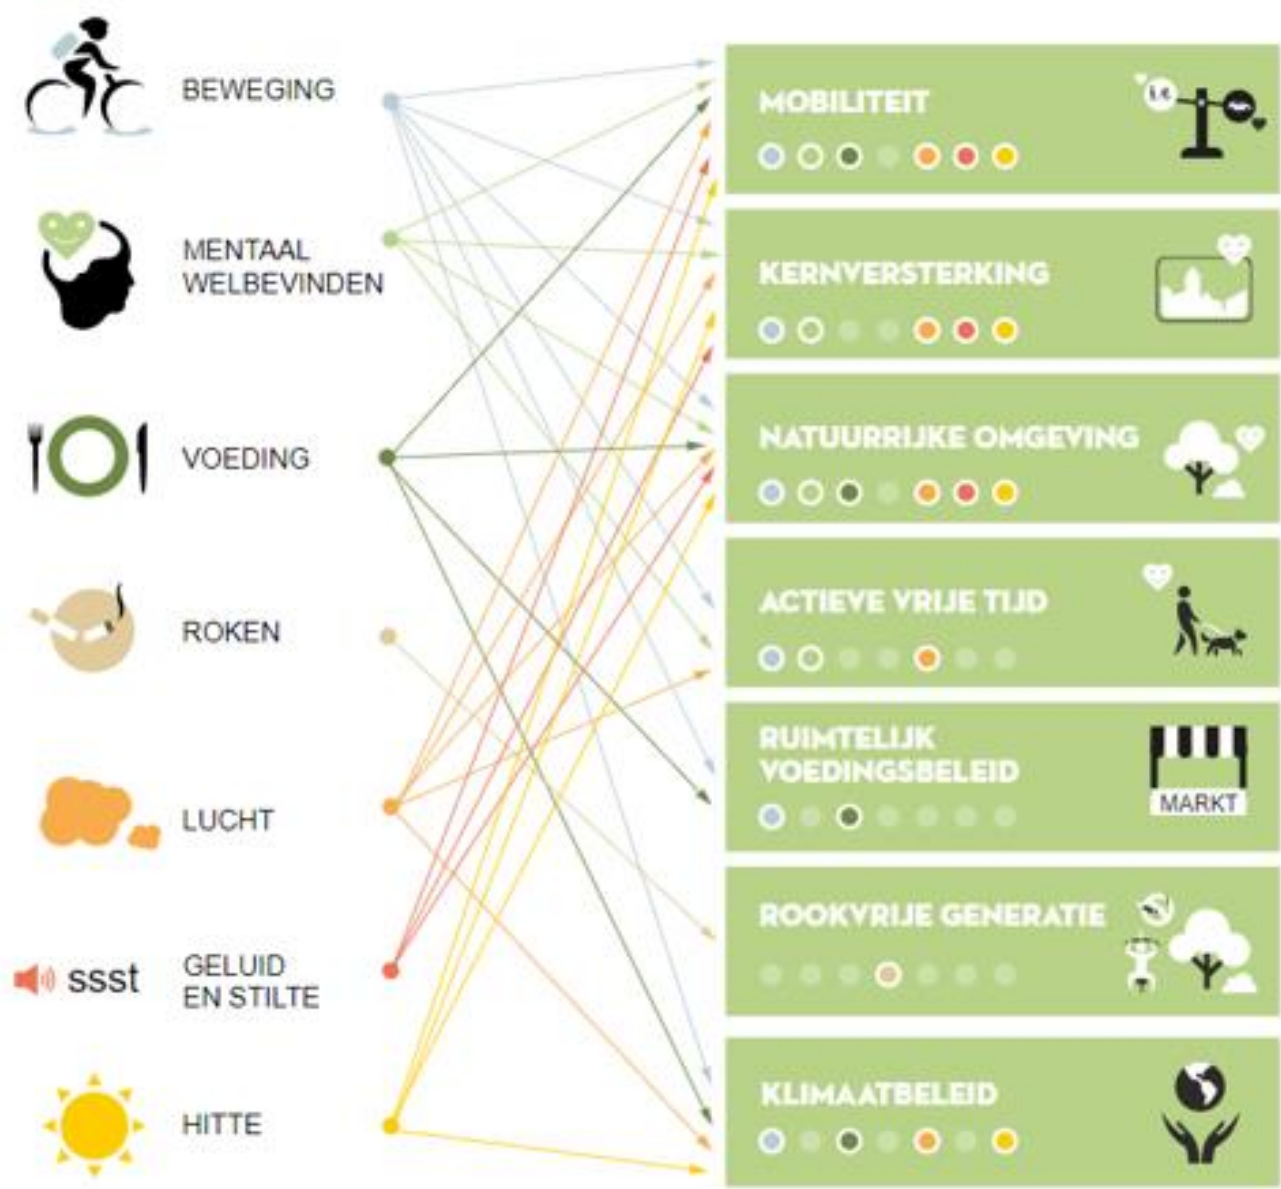 BEWEGING
MENTAAL
WELBEVINDEN
VOEDING
ROKEN
LUCHT
ssst
GELUID
EN STILTE
HITTE
MOBILITEIT
KERNVERSTERKING
NATUURRIJKE OMGEVING
ACTIEVE VRIJE TIJD
RUIMTELIJK
VOEDINGSBELEID
MARKT
ROOKVRIJE GENERATIE
KLIMAATBELEID